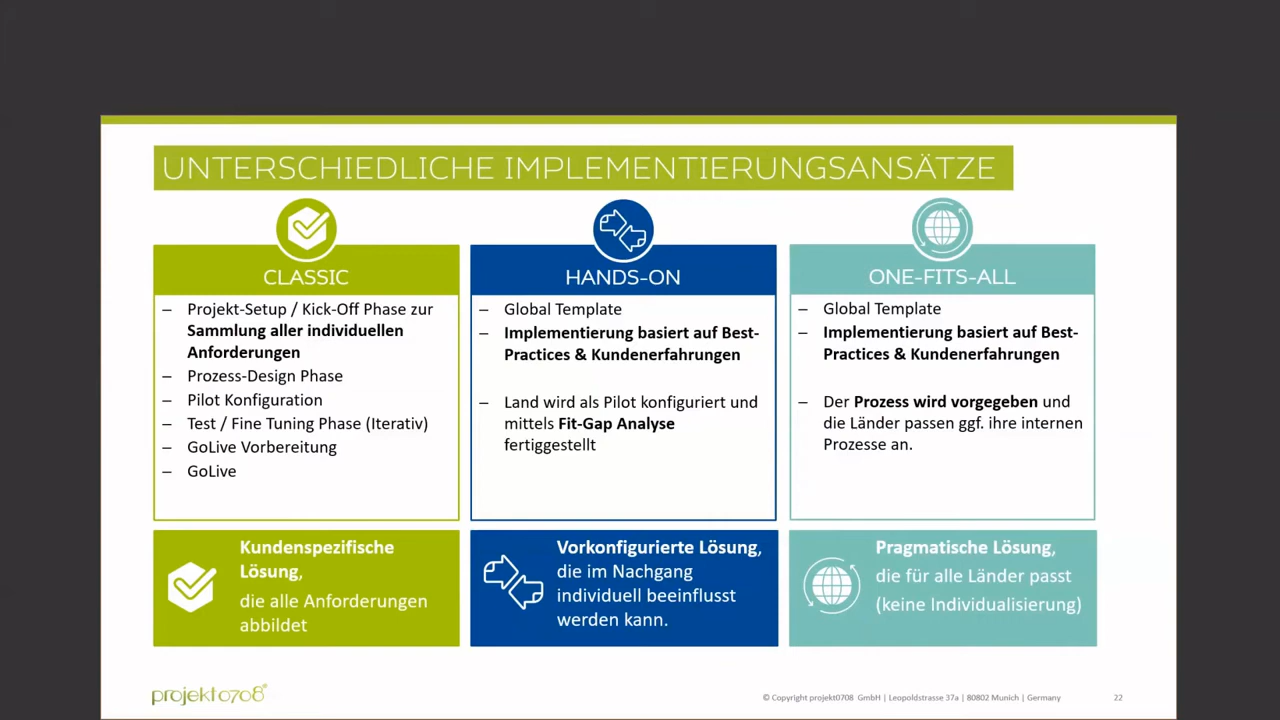 UNTERSCHIEDLICHE IMPLEMENTIERUNGSANSÄTZE
CLASSIC
– Projekt-Setup / Kick-Off Phase zur
Sammlung aller individuellen
Anforderungen
– Prozess-Design Phase
– Pilot Konfiguration
– Test / Fine Tuning Phase (Iterativ)
– GoLive Vorbereitung
– GoLive
Kundenspezifische
Lösung,
die alle Anforderungen
abbildet
HANDS-ON
– Global Template
– Implementierung basiert auf Best-
Practices & Kundenerfahrungen
– Land wird als Pilot konfiguriert und
mittels Fit-Gap Analyse
fertiggestellt
Vorkonfigurierte Lösung,
die im Nachgang
individuell beeinflusst
werden kann.
ONE-FITS-ALL
– Global Template
– Implementierung basiert auf Best-
Practices & Kundenerfahrungen
– Der Prozess wird vorgegeben und
die Länder passen ggf. ihre internen
Prozesse an.
Pragmatische Lösung,
die für alle Länder passt
(keine Individualisierung)
projekt0708®
© Copyright projekt0708 GmbH | Leopoldstrasse 37a | 80802 Munich | Germany
22